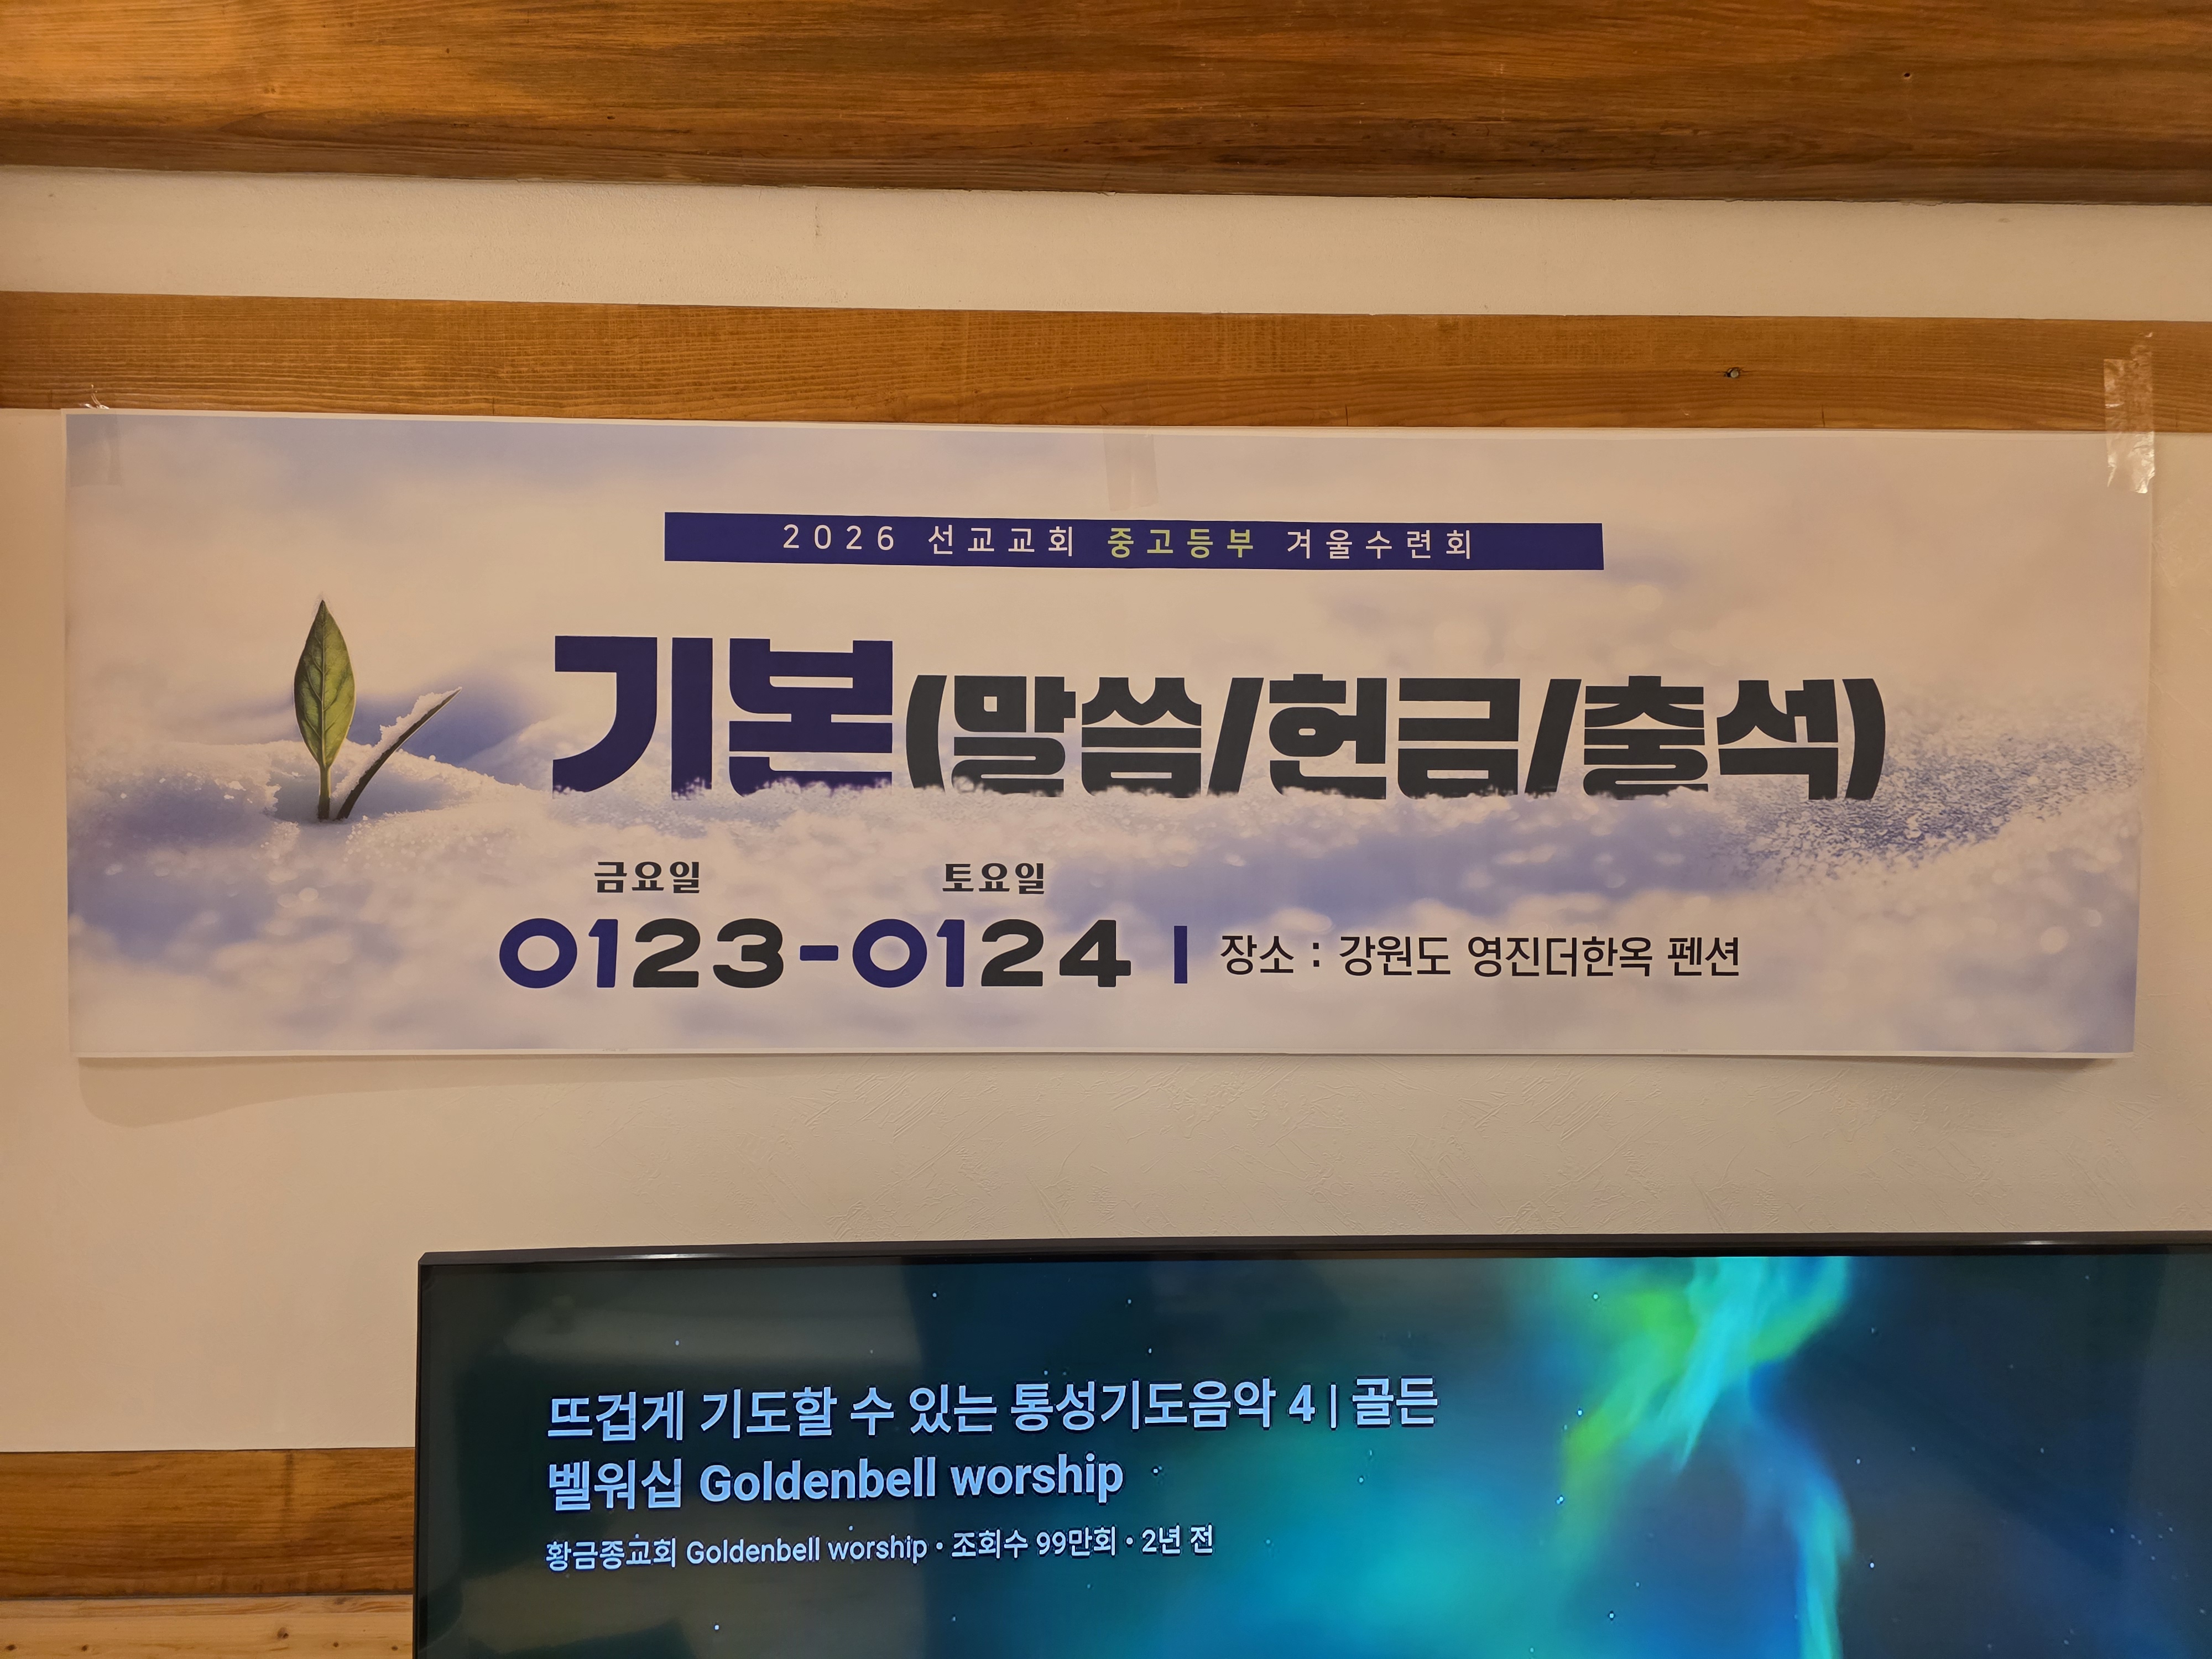 2026 선교교회 중고등부 겨울수련회
기본(말씀/헌금/출석)
금요일 토요일
0123-0124 | 장소 : 강원도 영진더한옥 펜션
뜨겁게 기도할 수 있는 통성기도음악 4 | 골든
벨워십 Goldenbell worship
황금종교회 Goldenbell worship • 조회수 99만회 • 2년 전